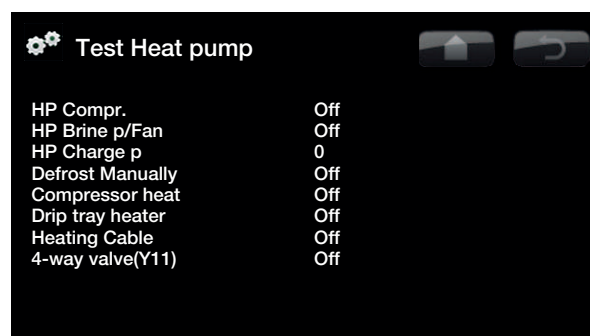 Test Heat pump
HP Compr. Off
HP Brine p/Fan Off
HP Charge p 0
Defrost Manually Off
Compressor heat Off
Drip tray heater Off
Heating Cable Off
4-way valve(Y11) Off